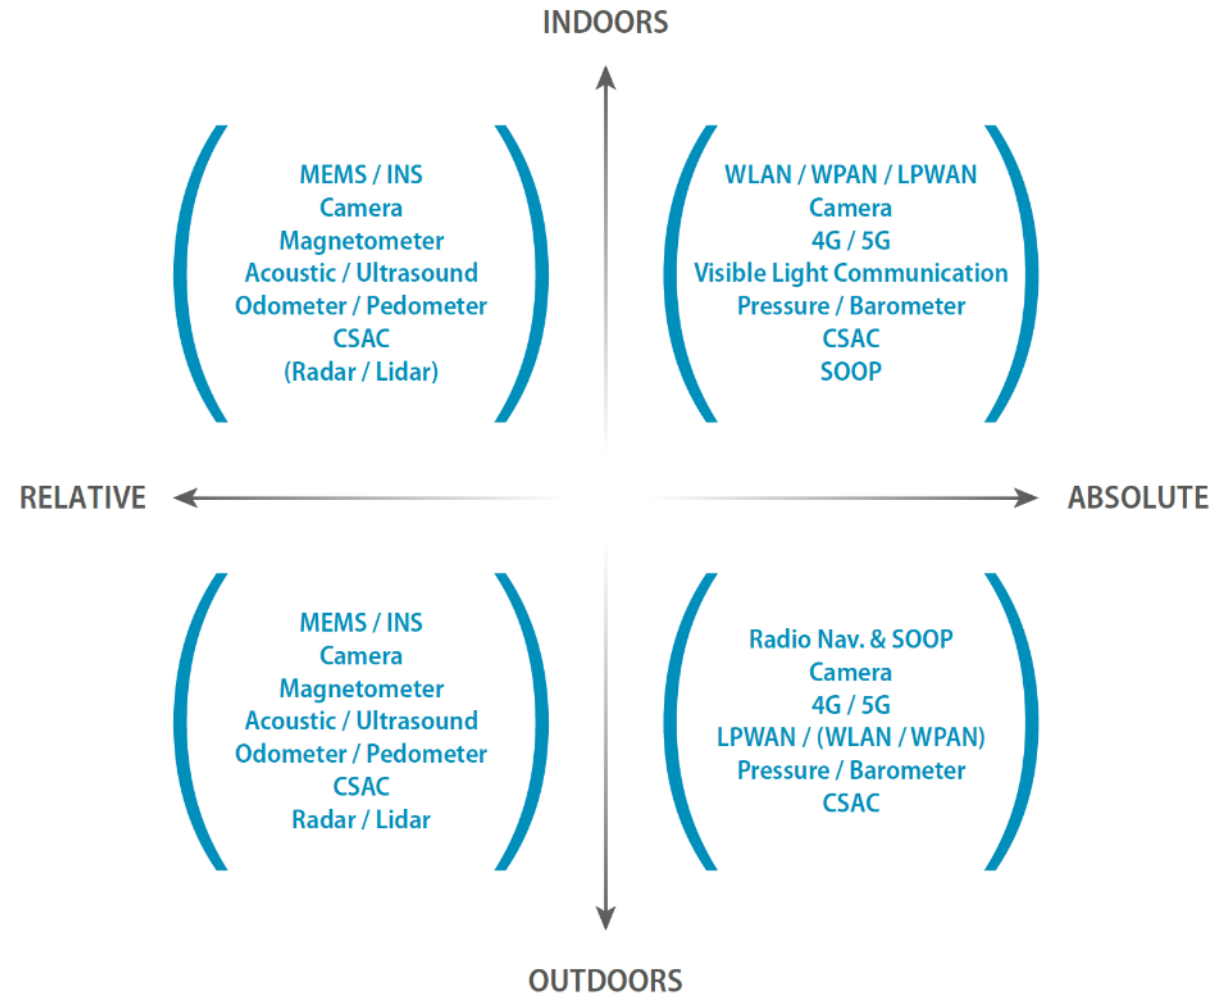 INDOORS
MEMS / INS
Camera
Magnetometer
Acoustic / Ultrasound
Odometer / Pedometer
CSAC
(Radar / Lidar)
WLAN / WPAN / LPWAN
Camera
4G / 5G
Visible Light Communication
Pressure / Barometer
CSAC
SOOP
RELATIVE
ABSOLUTE
MEMS / INS
Camera
Magnetometer
Acoustic / Ultrasound
Odometer / Pedometer
CSAC
Radar / Lidar
Radio Nav. & SOOP
Camera
4G / 5G
LPWAN / (WLAN / WPAN)
Pressure / Barometer
CSAC
OUTDOORS